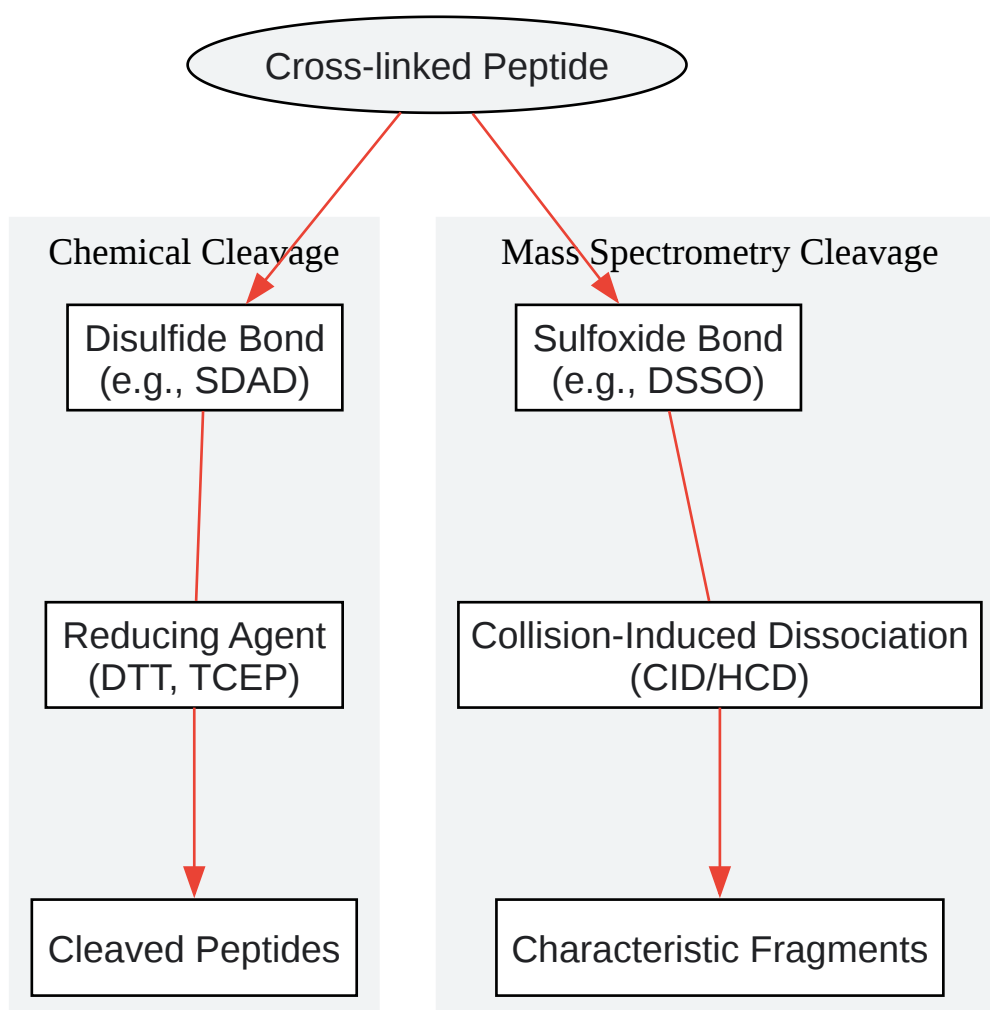 Cross-linked Peptide
Chemical Cleavage
Disulfide Bond
(e.g., SDAD)
Reducing Agent
(DTT, TCEP)
Cleaved Peptides
Mass Spectrometry Cleavage
Sulfoxide Bond
(e.g., DSSO)
Collision-Induced Dissociation
(CID/HCD)
Characteristic Fragments